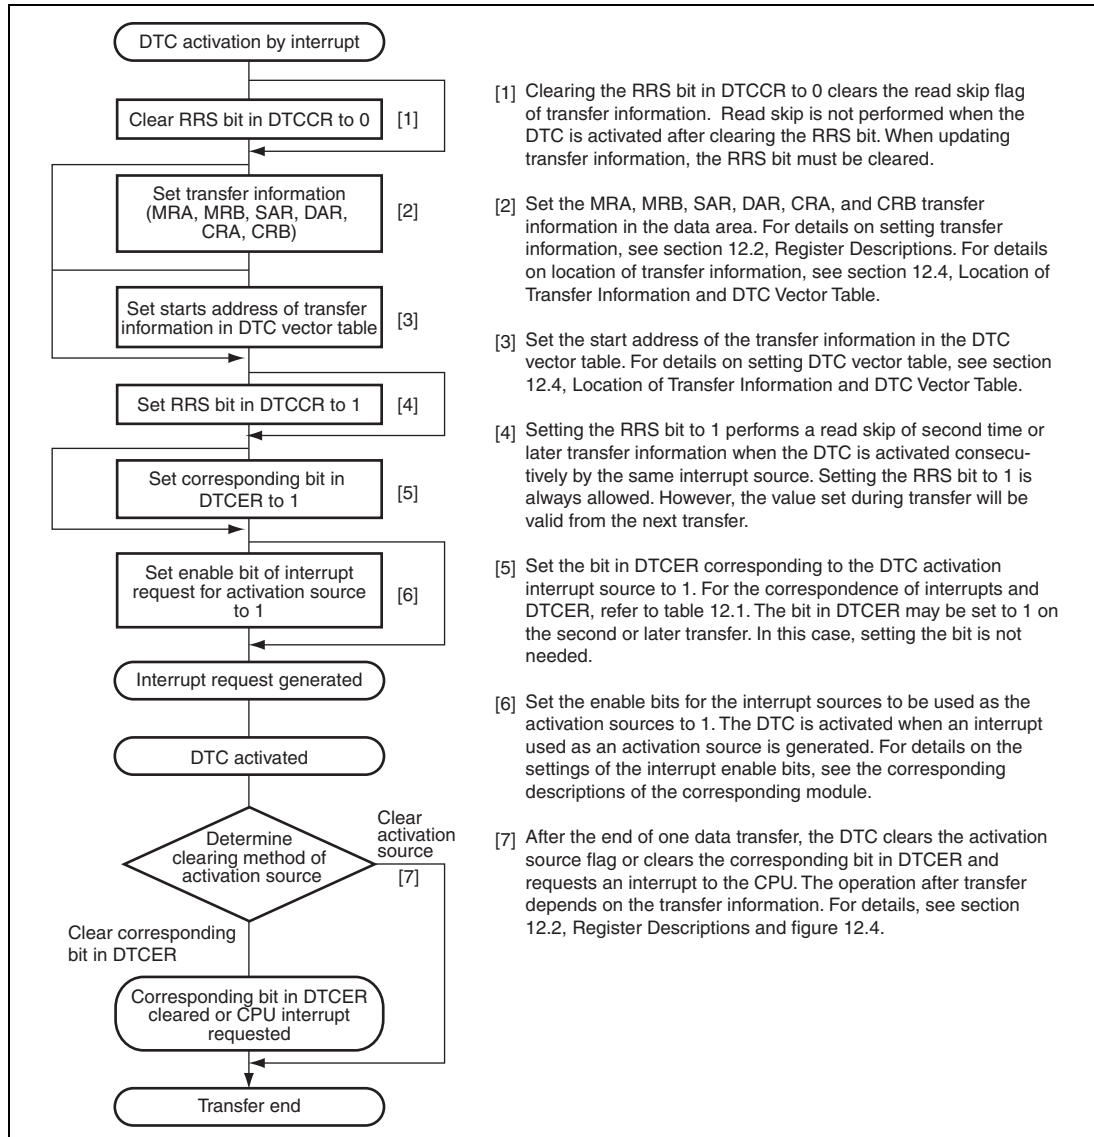 DTC activation by interrupt
Clear RRS bit in DTCCR to 0
[1]
Set transfer information
(MRA, MRB, SAR, DAR,
CRA, CRB)
[2]
Set starts address of transfer
information in DTC vector table
[3]
Set RRS bit in DTCCR to 1
[4]
Set corresponding bit in
DTCER to 1
[5]
Set enable bit of interrupt
request for activation source
to 1
[6]
Interrupt request generated
DTC activated
Determine
clearing method of
activation source
Clear
activation
source
[7]
Clear corresponding
bit in DTCER
Corresponding bit in DTCER
cleared or CPU interrupt
requested
Transfer end
[1] Clearing the RRS bit in DTCCR to 0 clears the read skip flag
of transfer information. Read skip is not performed when the
DTC is activated after clearing the RRS bit. When updating
transfer information, the RRS bit must be cleared.
[2] Set the MRA, MRB, SAR, DAR, CRA, and CRB transfer
information in the data area. For details on setting transfer
information, see section 12.2, Register Descriptions. For details
on location of transfer information, see section 12.4, Location of
Transfer Information and DTC Vector Table.
[3] Set the start address of the transfer information in the DTC
vector table. For details on setting DTC vector table, see section
12.4, Location of Transfer Information and DTC Vector Table.
[4] Setting the RRS bit to 1 performs a read skip of second time or
later transfer information when the DTC is activated consecu-
tively by the same interrupt source. Setting the RRS bit to 1 is
always allowed. However, the value set during transfer will be
valid from the next transfer.
[5] Set the bit in DTCER corresponding to the DTC activation
interrupt source to 1. For the correspondence of interrupts and
DTCER, refer to table 12.1. The bit in DTCER may be set to 1 on
the second or later transfer. In this case, setting the bit is not
needed.
[6] Set the enable bits for the interrupt sources to be used as the
activation sources to 1. The DTC is activated when an interrupt
used as an activation source is generated. For details on the
settings of the interrupt enable bits, see the corresponding
descriptions of the corresponding module.
[7] After the end of one data transfer, the DTC clears the activation
source flag or clears the corresponding bit in DTCER and
requests an interrupt to the CPU. The operation after transfer
depends on the transfer information. For details, see section
12.2, Register Descriptions and figure 12.4.